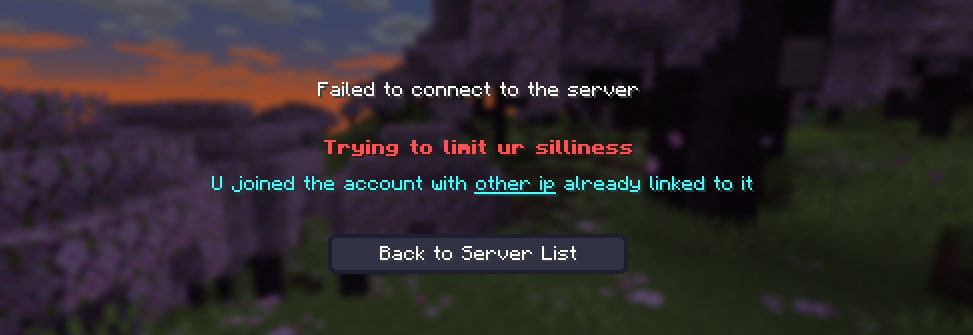 Failed to connect to the server
Trying to limit ur silliness
U joined the account with other ip already linked to it
Back to Server List